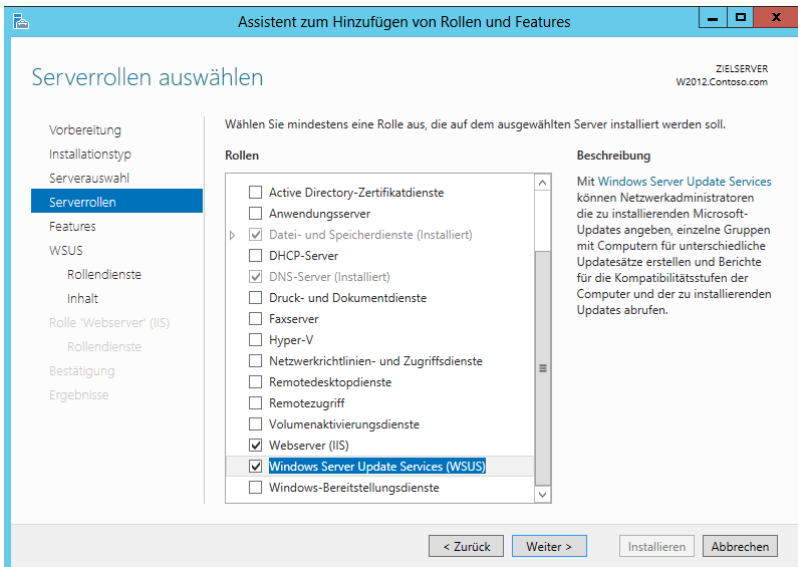 Assistent zum Hinzufügen von Rollen und Features
Serverrollen auswählen
ZIELSERVER
W2012.Contoso.com
Vorbereitung
Installationstyp
Serverauswahl
Serverrollen
Features
WSUS
Rollendienste
Inhalt
Rolle "Webserver" (IIS)
Rollendienste
Bestätigung
Ergebnisse
Wählen Sie mindestens eine Rolle aus, die auf dem ausgewählten Server installiert werden soll.
Rollen
Active Directory-Zertifikatdienste
Anwendungsserver
Datei- und Speicherdienste (Installiert)
DHCP-Server
DNS-Server (Installiert)
Druck- und Dokumentdienste
Faxserver
Hyper-V
Netzwerkrichtlinien- und Zugriffsdienste
Remotedesktopdienste
Remotezugriff
Volumenaktivierungsdienste
Webserver (IIS)
Windows Server Update Services (WSUS)
Windows-Bereitstellungsdienste
Beschreibung
Mit Windows Server Update Services
können Netzwerkadministratoren
die zu installierenden Microsoft-
Updates angeben, einzelne Gruppen
mit Computern für unterschiedliche
Updatesätze erstellen und Berichte
für die Kompatibilitätsstufen der
Computer und der zu installierenden
Updates abrufen.
< Zurück
Weiter >
Installieren
Abbrechen